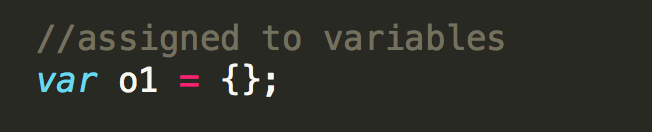 //assigned to variables
var o1 = {};